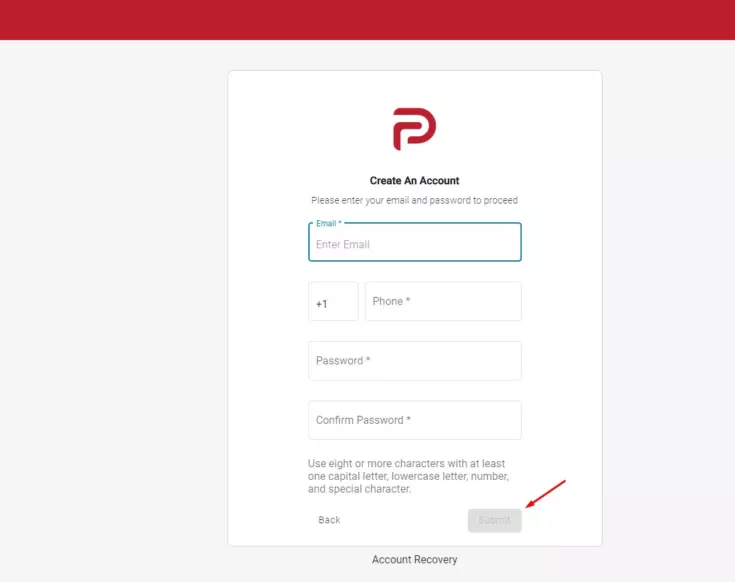 Create An Account
Please enter your email and password to proceed
Email *
Enter Email
+1 Phone *
Password *
Confirm Password *
Use eight or more characters with at least
one capital letter, lowercase letter, number,
and special character.
Back Submit
Account Recovery